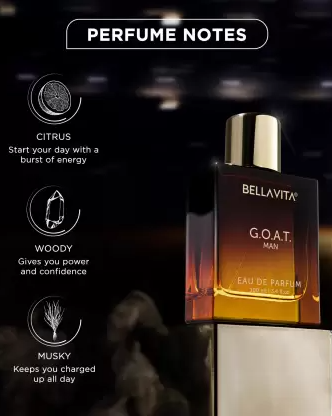 PERFUME NOTES
CITRUS
Start your day with a
burst of energy
WOODY
Gives you power
and confidence
MUSKY
Keeps you charged
up all day
BELLAVITA®
G.O.A.T.
MAN
EAU DE PARFUM